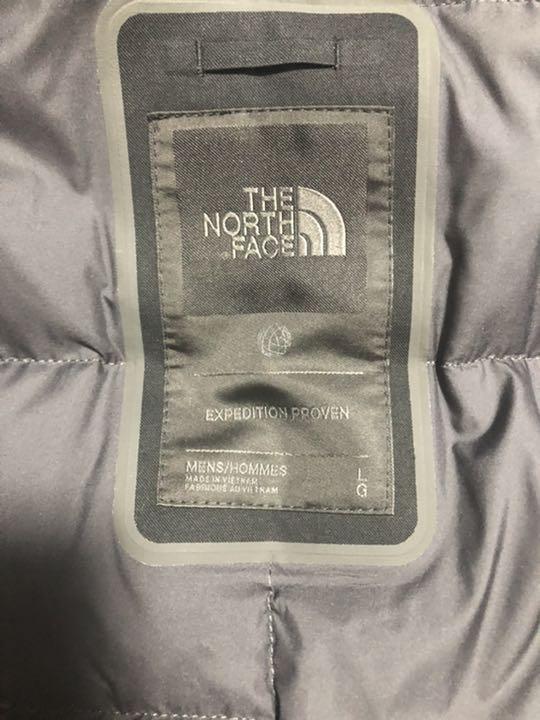 THE
NORTH
FACE
EXPEDITION PROVEN
MENS/HOMMES
MADE IN VIETNAM
FABRIQUÉ AU VIETNAM
L
G